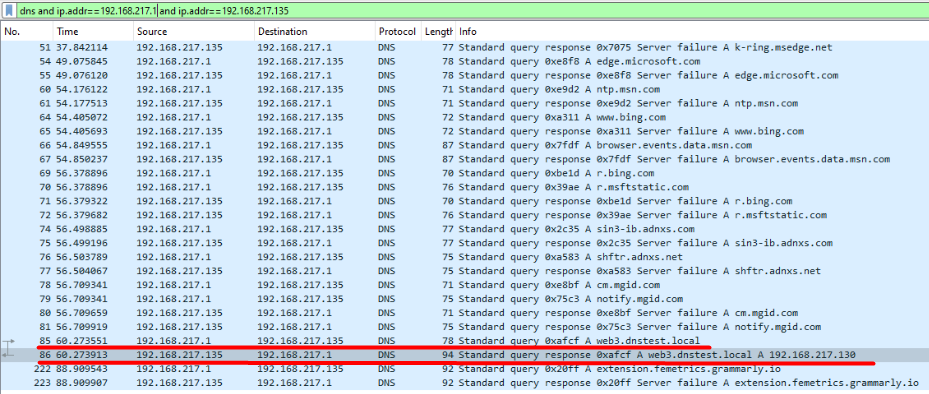 dns and ip.addr==192.168.217.1 and ip.addr==192.168.217.135
No. Time Source Destination Protocol Length Info
51 37.842114 192.168.217.135 192.168.217.1 DNS 77 Standard query response 0x7075 Server failure A k-ring.msedge.net
54 49.075845 192.168.217.1 192.168.217.135 DNS 78 Standard query 0xe8f8 A edge.microsoft.com
55 49.076120 192.168.217.135 192.168.217.1 DNS 78 Standard query response 0xe8f8 Server failure A edge.microsoft.com
60 54.176122 192.168.217.1 192.168.217.135 DNS 71 Standard query 0xe9d2 A ntp.msn.com
61 54.177513 192.168.217.135 192.168.217.1 DNS 71 Standard query response 0xe9d2 Server failure A ntp.msn.com
64 54.405072 192.168.217.1 192.168.217.135 DNS 72 Standard query 0xa311 A www.bing.com
65 54.405693 192.168.217.135 192.168.217.1 DNS 72 Standard query response 0xa311 Server failure A www.bing.com
66 54.849555 192.168.217.1 192.168.217.135 DNS 87 Standard query 0x7fdf A browser.events.data.msn.com
67 54.850237 192.168.217.135 192.168.217.1 DNS 87 Standard query response 0x7fdf Server failure A browser.events.data.msn.com
69 56.378896 192.168.217.1 192.168.217.135 DNS 70 Standard query 0xbe1d A r.bing.com
70 56.378896 192.168.217.1 192.168.217.135 DNS 76 Standard query 0x39ae A r.msftstatic.com
71 56.379322 192.168.217.135 192.168.217.1 DNS 70 Standard query response 0xbe1d Server failure A r.bing.com
72 56.379682 192.168.217.135 192.168.217.1 DNS 76 Standard query response 0x39ae Server failure A r.msftstatic.com
74 56.498885 192.168.217.1 192.168.217.135 DNS 76 Standard query 0x2c35 A sin3-ib.adnxs.com
75 56.499196 192.168.217.135 192.168.217.1 DNS 77 Standard query response 0x2c35 Server failure A sin3-ib.adnxs.com
76 56.503789 192.168.217.1 192.168.217.135 DNS 75 Standard query 0xa583 A shftr.adnxs.net
77 56.504067 192.168.217.135 192.168.217.1 DNS 75 Standard query response 0xa583 Server failure A shftr.adnxs.net
78 56.709341 192.168.217.1 192.168.217.135 DNS 71 Standard query 0xe8bf A cm.mgid.com
79 56.709341 192.168.217.1 192.168.217.135 DNS 75 Standard query 0x75c3 A notify.mgid.com
80 56.709659 192.168.217.135 192.168.217.1 DNS 71 Standard query response 0xe8bf Server failure A cm.mgid.com
81 56.709919 192.168.217.135 192.168.217.1 DNS 75 Standard query response 0x75c3 Server failure A notify.mgid.com
85 60.273551 192.168.217.1 192.168.217.135 DNS 78 Standard query 0xafcf A web3.dnstest.local
86 60.273913 192.168.217.135 192.168.217.1 DNS 94 Standard query response 0xafcf A web3.dnstest.local A 192.168.217.130
222 88.909543 192.168.217.1 192.168.217.135 DNS 92 Standard query 0x20ff A extension.femetrics.grammarly.io
223 88.909907 192.168.217.135 192.168.217.1 DNS 92 Standard query response 0x20ff Server failure A extension.femetrics.grammarly.io